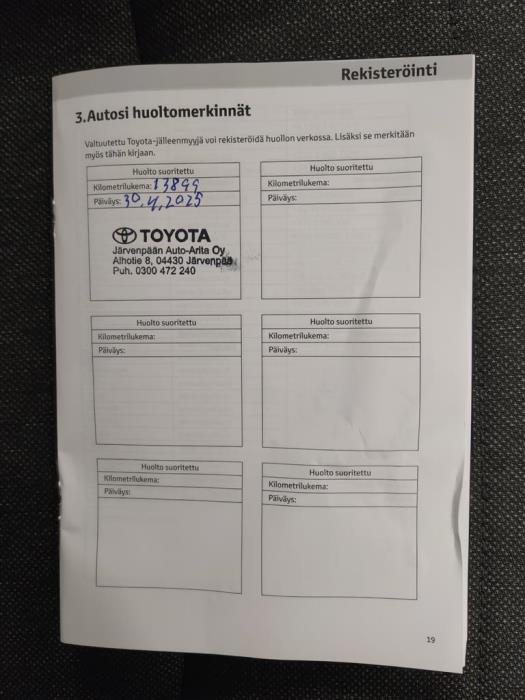 Rekisteröinti
3.Autosi huoltomerkinnät
Valtuutettu Toyota-jälleenmyyjä voi rekisteröidä huollon verkossa. Lisäksi se merkitään
myös tähän kirjaan.
Huolto suoritettu
Kilometrilukema: 13899
Päiväys: 30.4.2025
TOYOTA
Järvenpään Auto-Arita Oy
Alhotie 8, 04430 Järvenpää
Puh. 0300 472 240
Huolto suoritettu
Kilometrilukema:
Päiväys:
Huolto suoritettu
Kilometrilukema:
Päiväys:
Huolto suoritettu
Kilometrilukema:
Päiväys:
Huolto suoritettu
Kilometrilukema:
Päiväys:
Huolto suoritettu
Kilometrilukema:
Päiväys:
19